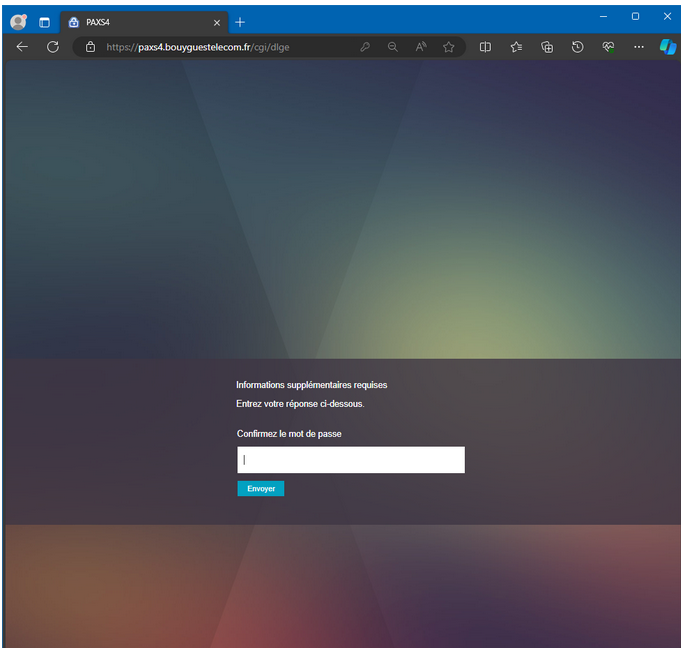 PAXS4
https://paxs4.bouyguestelecom.fr/cgi/dlge
Informations supplémentaires requises
Entrez votre réponse ci-dessous.
Confirmez le mot de passe
Envoyer